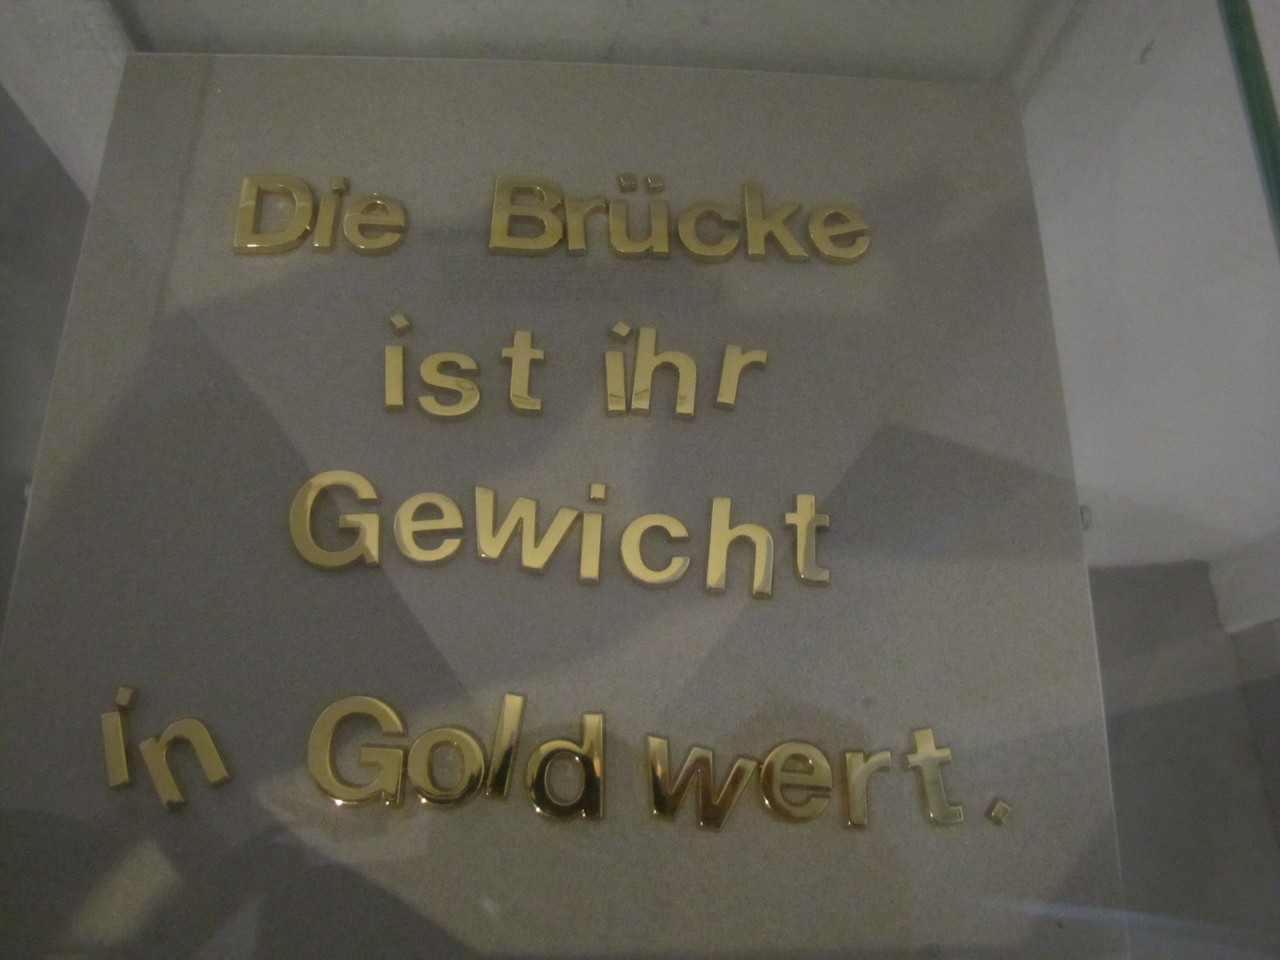 Die Brücke
ist ihr
Gewicht
in Gold wert.